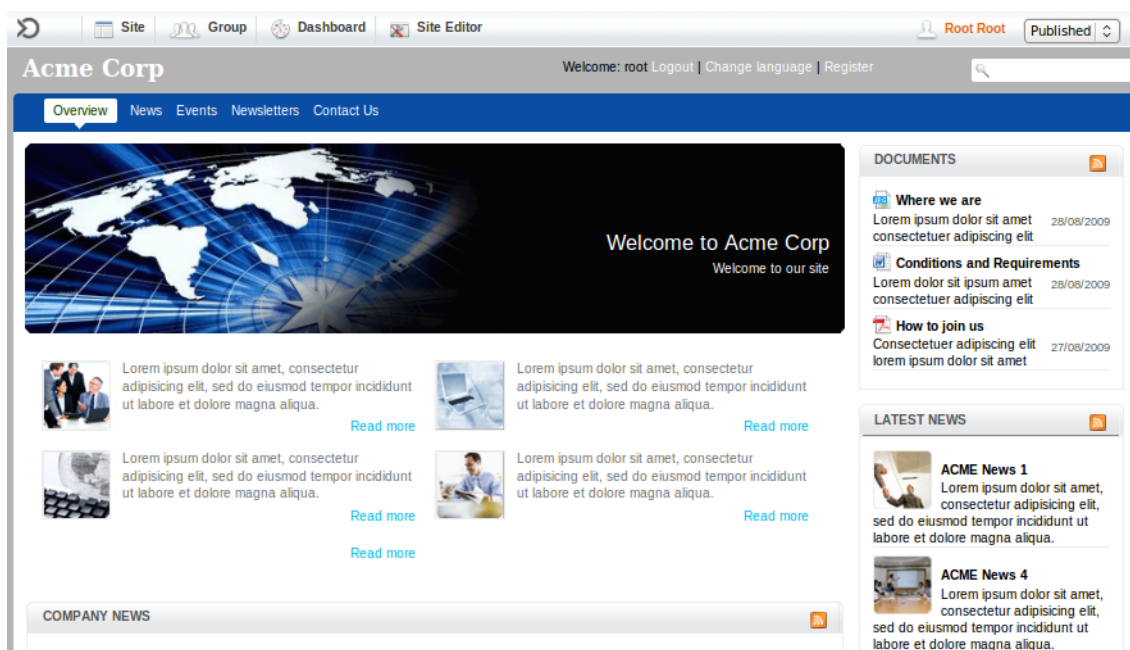 Site Group Dashboard Site Editor Root Root Published
Acme Corp Welcome: root Logout | Change language | Register
Overview News Events Newsletters Contact Us
Welcome to Acme Corp
Welcome to our site
Lorem ipsum dolor sit amet, consectetur
adipisicing elit, sed do eiusmod tempor incididunt
ut labore et dolore magna aliqua.
Read more
Lorem ipsum dolor sit amet, consectetur
adipisicing elit, sed do eiusmod tempor incididunt
ut labore et dolore magna aliqua.
Read more
Lorem ipsum dolor sit amet, consectetur
adipisicing elit, sed do eiusmod tempor incididunt
ut labore et dolore magna aliqua.
Read more
Lorem ipsum dolor sit amet, consectetur
adipisicing elit, sed do eiusmod tempor incididunt
ut labore et dolore magna aliqua.
Read more
Read more
COMPANY NEWS
DOCUMENTS
Where we are
Lorem ipsum dolor sit amet 28/08/2009
consectetuer adipiscing elit
Conditions and Requirements
Lorem dolor sit ipsum amet 28/08/2009
consectetuer adipiscing elit
How to join us
Consectetuer adipiscing elit 27/08/2009
lorem ipsum dolor sit amet
LATEST NEWS
ACME News 1
Lorem ipsum dolor sit amet,
consectetur adipisicing elit,
sed do eiusmod tempor incididunt ut
labore et dolore magna aliqua.
ACME News 4
Lorem ipsum dolor sit amet,
consectetur adipisicing elit,
sed do eiusmod tempor incididunt ut
labore et dolore magna aliqua.